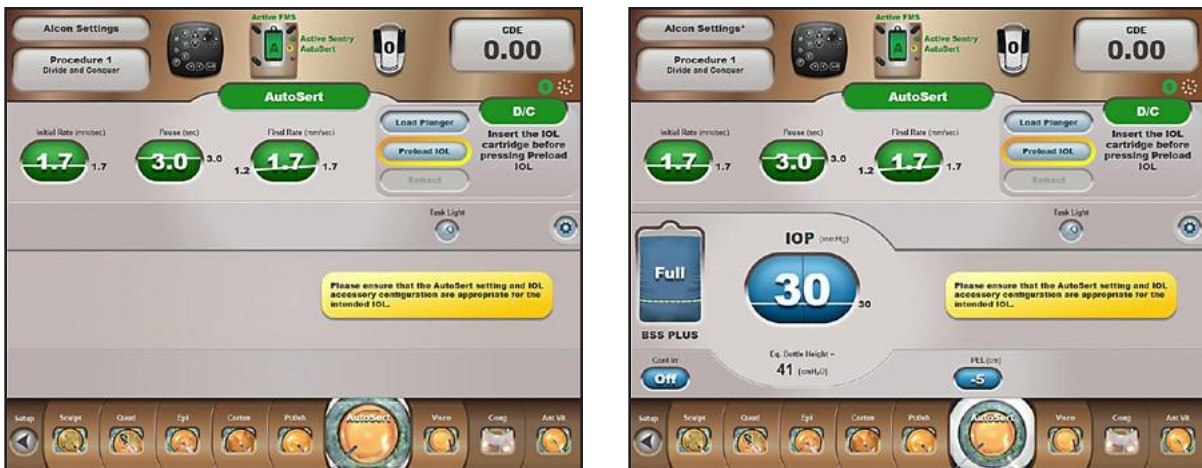 Alcon Settings
Procedure 1
Divide and Conquer
Active FMS
A
Active Sentry
AutoSert
0
CDE
0.00
AutoSert
D/C
Initial Rate (mm/sec)
1.7
1.7
Pause (sec)
3.0
3.0
Final Rate (mm/sec)
1.2
1.7
1.7
Load Plunger
Preload IOL
Retract
Insert the IOL
cartridge before
pressing Preload
IOL
Task Light
Please ensure that the AutoSert setting and IOL
accessory configuration are appropriate for the
intended IOL.
Setup
Sculpt
Quad
Epi
Cortex
Polish
AutoSert
Visco
Coag
Ant Vit
Alcon Settings*
Procedure 1
Divide and Conquer
Active FMS
A
Active Sentry
AutoSert
0
CDE
0.00
AutoSert
D/C
Initial Rate (mm/sec)
1.7
1.7
Pause (sec)
3.0
3.0
Final Rate (mm/sec)
1.2
1.7
1.7
Load Plunger
Preload IOL
Retract
Insert the IOL
cartridge before
pressing Preload
IOL
Task Light
Full
BSS PLUS
IOP (mmHg)
30
30
Please ensure that the AutoSert setting and IOL
accessory configuration are appropriate for the
intended IOL.
Cont Irr
Off
Eq. Bottle Height ~
41 (cmH₂O)
PEL (cm)
-5
Setup
Sculpt
Quad
Epi
Cortex
Polish
AutoSert
Visco
Coag
Ant Vit